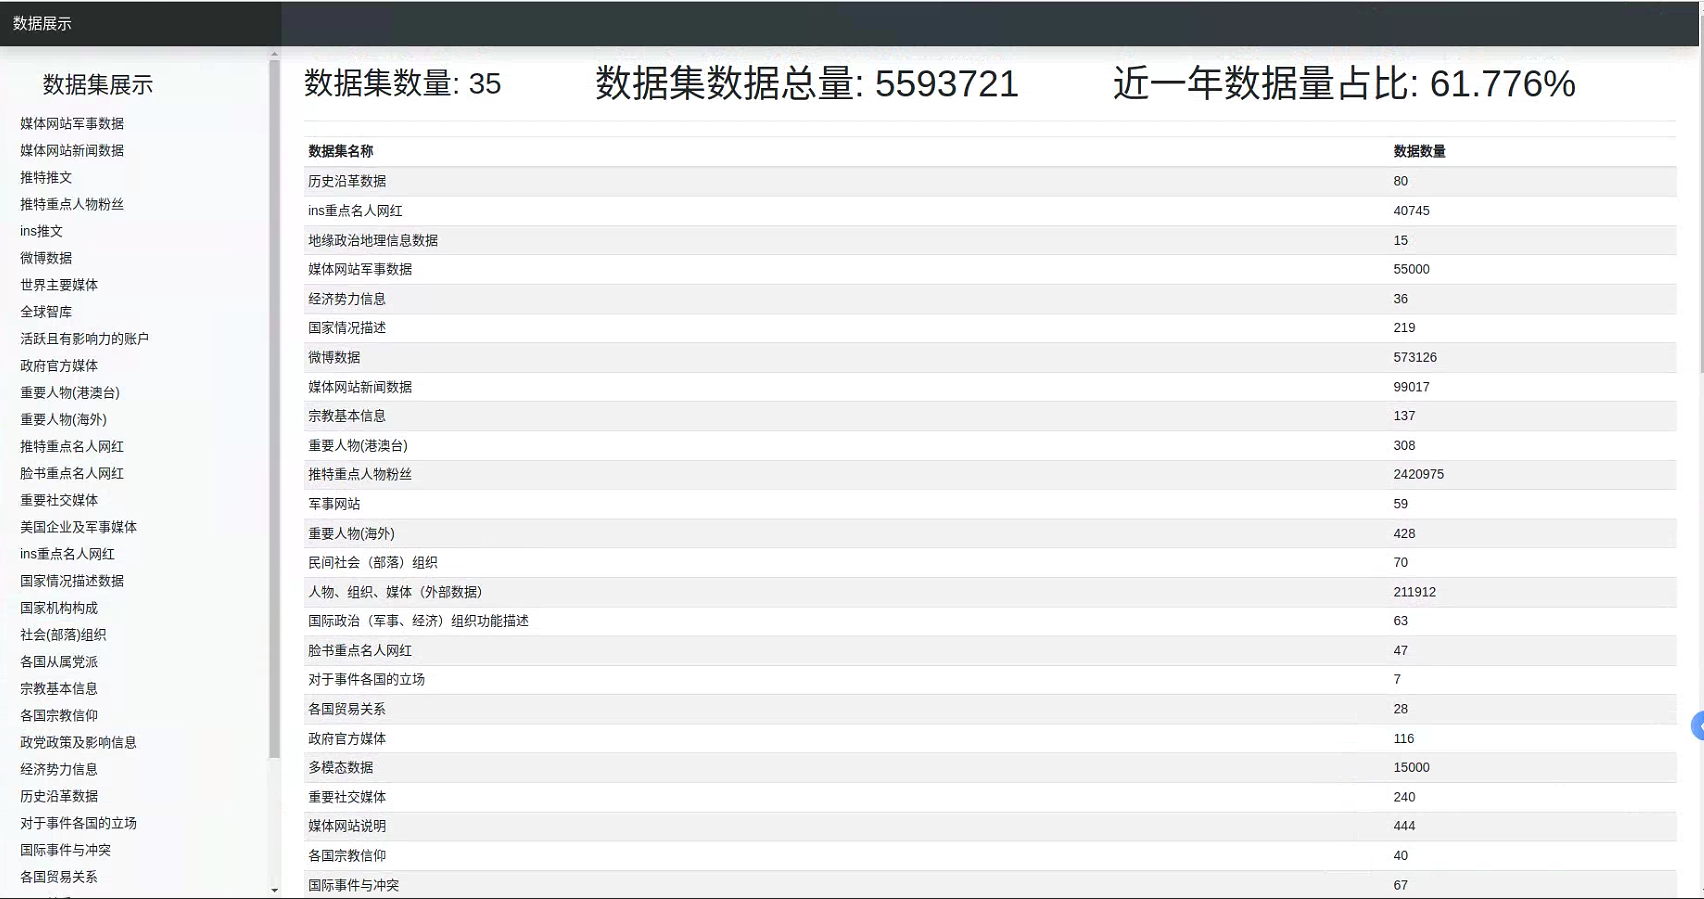 数据展示
数据集展示
媒体网站军事数据
媒体网站新闻数据
推特推文
推特重点人物粉丝
ins推文
微博数据
世界主要媒体
全球智库
活跃且有影响力的账户
政府官方媒体
重要人物(港澳台)
重要人物(海外)
推特重点名人网红
脸书重点名人网红
重要社交媒体
美国企业及军事媒体
ins重点名人网红
国家情况描述数据
国家机构构成
社会(部落)组织
各国从属党派
宗教基本信息
各国宗教信仰
政党政策及影响信息
经济势力信息
历史沿革数据
对于事件各国的立场
国际事件与冲突
各国贸易关系
数据集数量: 35 数据集数据总量: 5593721 近一年数据量占比: 61.776%
数据集名称 数据数量
历史沿革数据 80
ins重点名人网红 40745
地缘政治地理信息数据 15
媒体网站军事数据 55000
经济势力信息 36
国家情况描述 219
微博数据 573126
媒体网站新闻数据 99017
宗教基本信息 137
重要人物(港澳台) 308
推特重点人物粉丝 2420975
军事网站 59
重要人物(海外) 428
民间社会（部落）组织 70
人物、组织、媒体（外部数据） 211912
国际政治（军事、经济）组织功能描述 63
脸书重点名人网红 47
对于事件各国的立场 7
各国贸易关系 28
政府官方媒体 116
多模态数据 15000
重要社交媒体 240
媒体网站说明 444
各国宗教信仰 40
国际事件与冲突 67